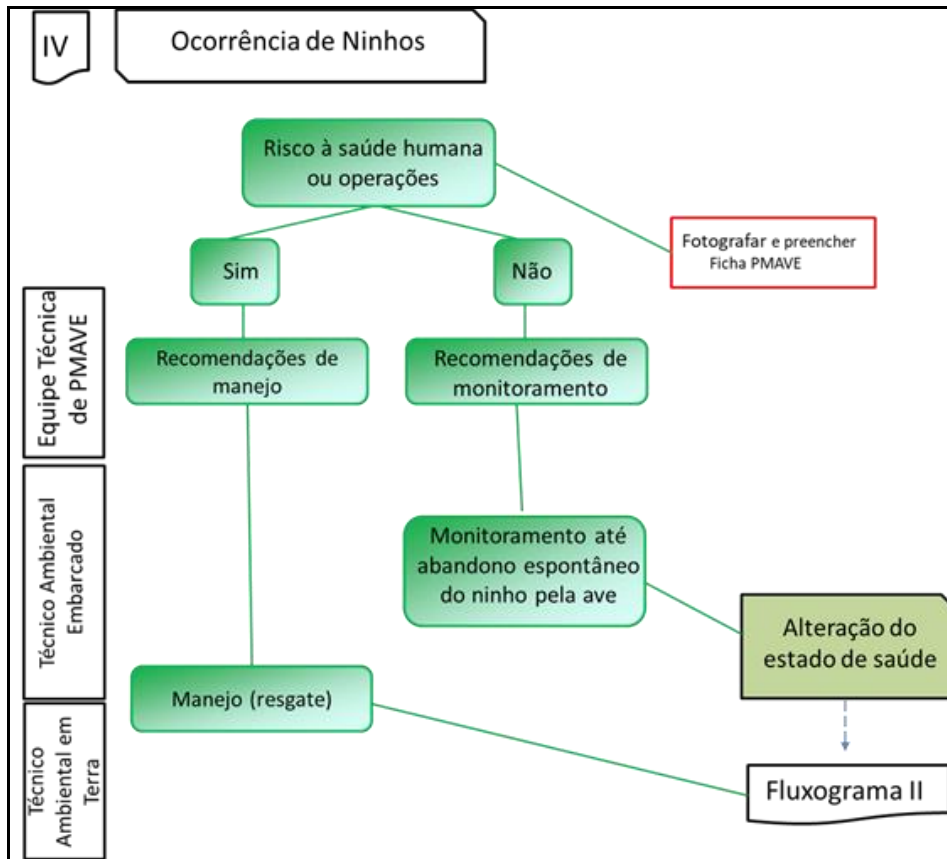 IV
Ocorrência de Ninhos
Risco à saúde humana
ou operações
Fotografar e preencher
Ficha PMAVE
Sim
Não
Equipe Técnica
de PMAVE
Recomendações de
manejo
Recomendações de
monitoramento
Técnico Ambiental
Embarcado
Monitoramento até
abandono espontâneo
do ninho pela ave
Alteração do
estado de saúde
Manejo (resgate)
Técnico
Ambiental em
Terra
Fluxograma II